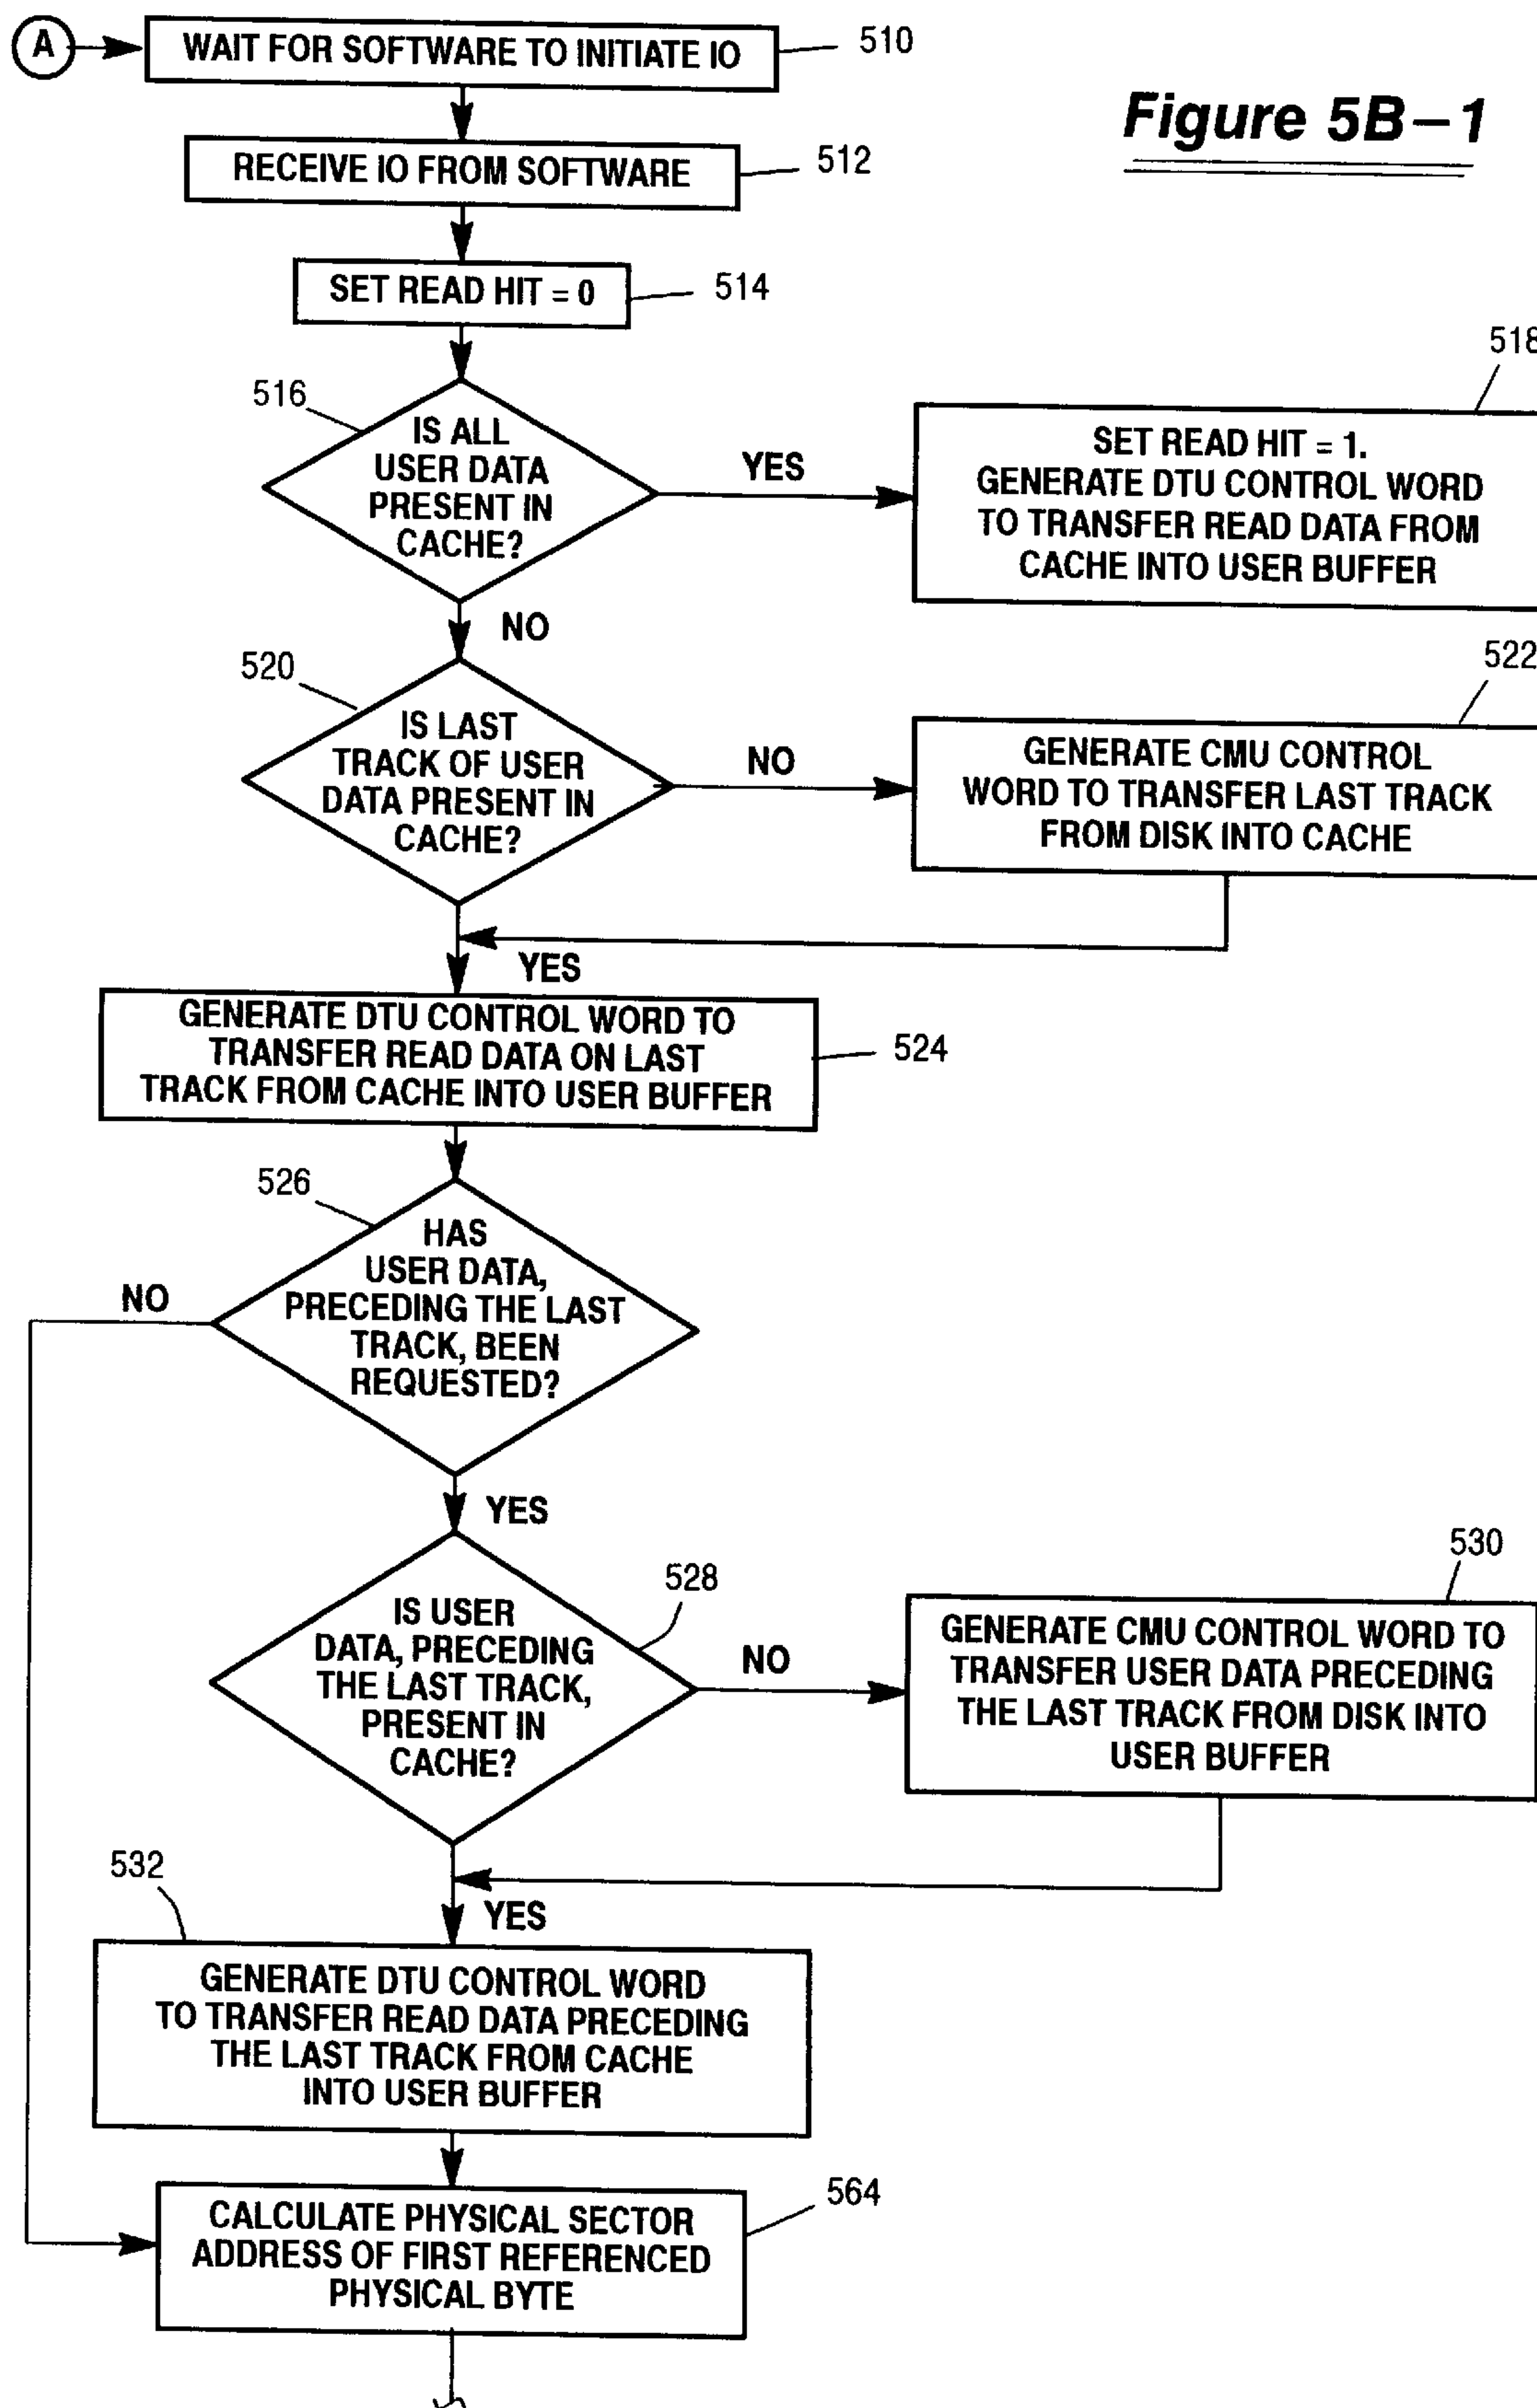 A
WAIT FOR SOFTWARE TO INITIATE IO
510
Figure 5B-1
RECEIVE IO FROM SOFTWARE
512
SET READ HIT = 0
514
516
IS ALL
USER DATA
PRESENT IN
CACHE?
YES
518
SET READ HIT = 1.
GENERATE DTU CONTROL WORD
TO TRANSFER READ DATA FROM
CACHE INTO USER BUFFER
NO
520
IS LAST
TRACK OF USER
DATA PRESENT IN
CACHE?
NO
522
GENERATE CMU CONTROL
WORD TO TRANSFER LAST TRACK
FROM DISK INTO CACHE
YES
GENERATE DTU CONTROL WORD TO
TRANSFER READ DATA ON LAST
TRACK FROM CACHE INTO USER BUFFER
524
526
HAS
USER DATA,
PRECEDING THE LAST
TRACK, BEEN
REQUESTED?
NO
YES
528
IS USER
DATA, PRECEDING
THE LAST TRACK,
PRESENT IN
CACHE?
NO
530
GENERATE CMU CONTROL WORD TO
TRANSFER USER DATA PRECEDING
THE LAST TRACK FROM DISK INTO
USER BUFFER
YES
532
GENERATE DTU CONTROL WORD
TO TRANSFER READ DATA PRECEDING
THE LAST TRACK FROM CACHE
INTO USER BUFFER
564
CALCULATE PHYSICAL SECTOR
ADDRESS OF FIRST REFERENCED
PHYSICAL BYTE